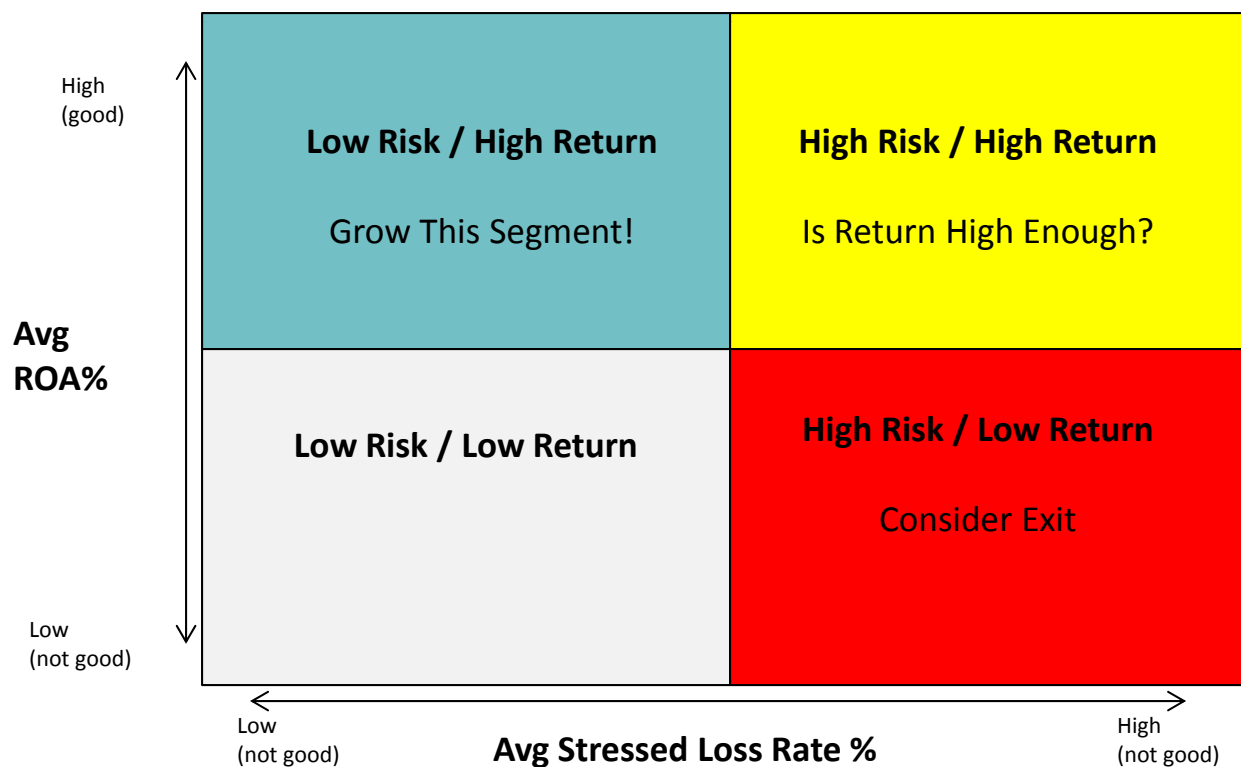 High
(good)
Low Risk / High Return
High Risk / High Return
Grow This Segment!
Is Return High Enough?
Avg
ROA%
Low Risk / Low Return
High Risk / Low Return
Consider Exit
Low
(not good)
Low
(not good)
Avg Stressed Loss Rate %
High
(not good)